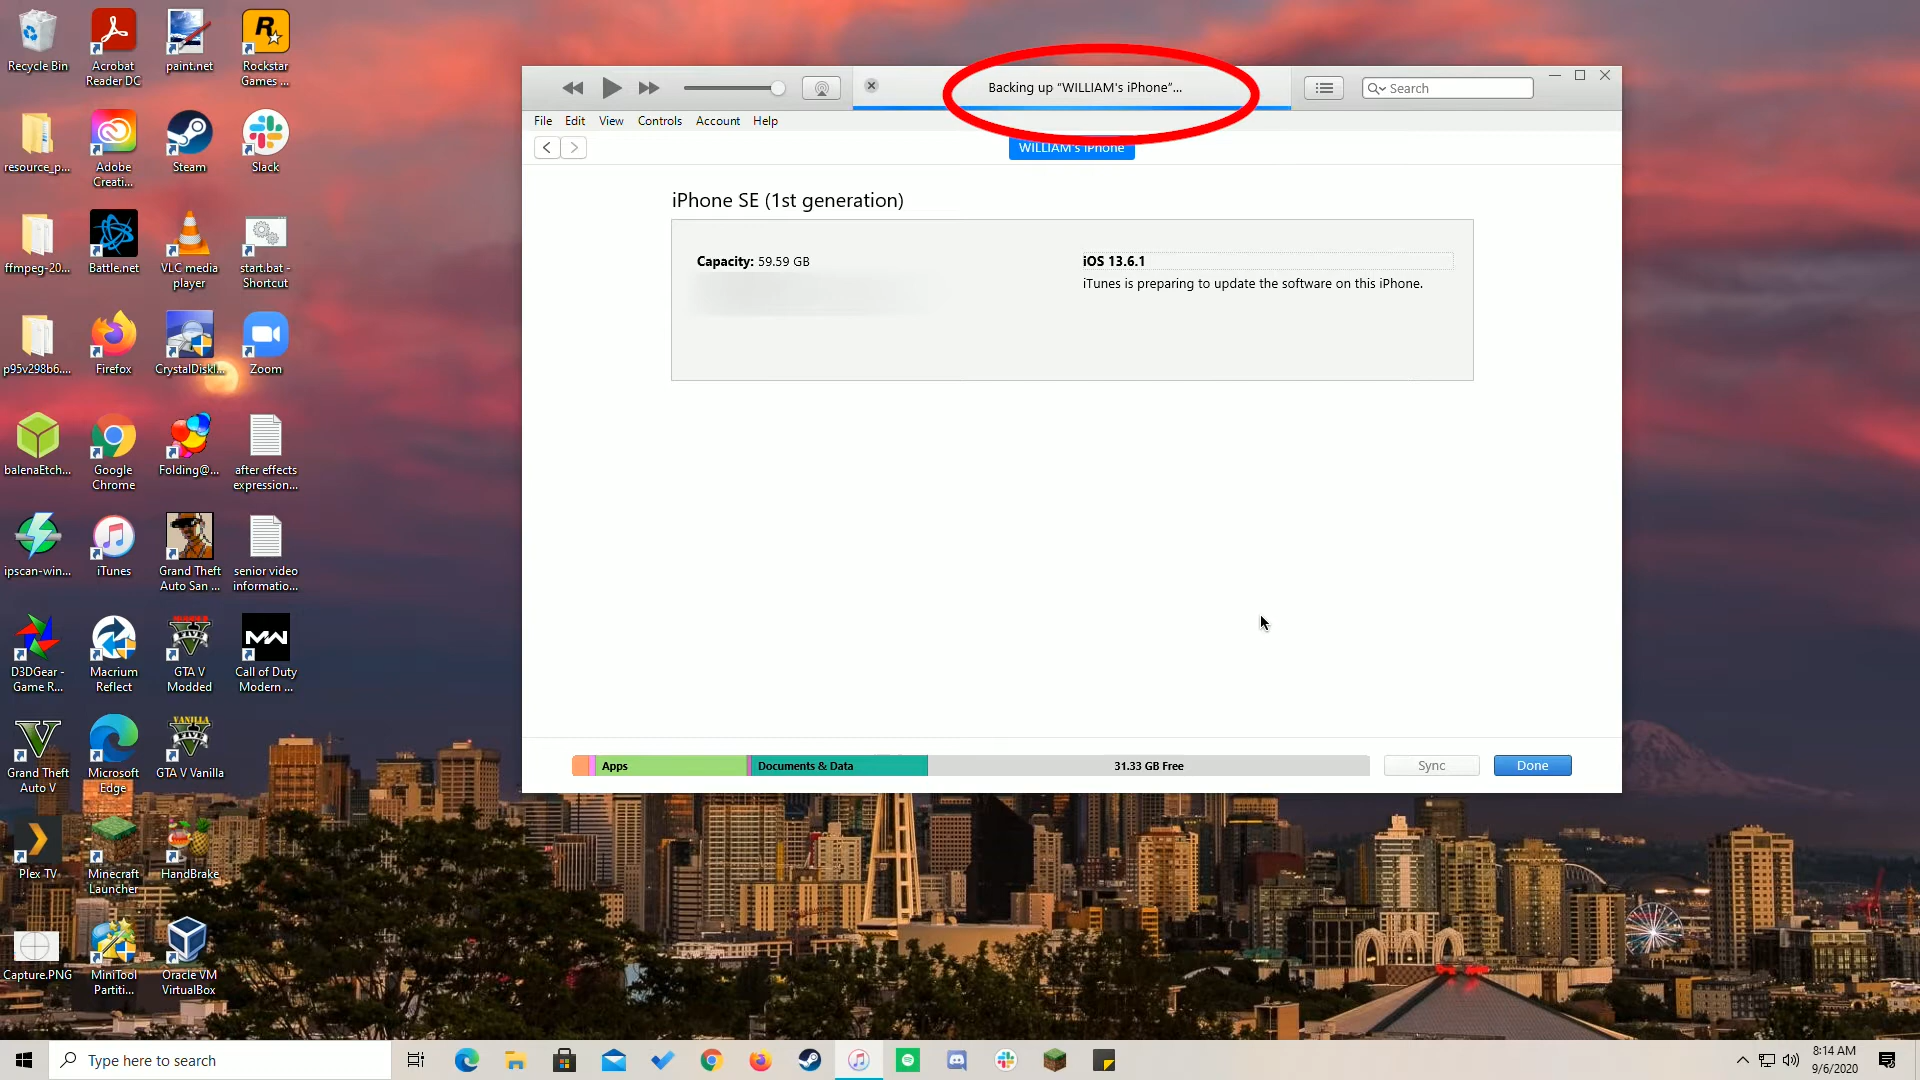 Recycle Bin
Acrobat
Reader DC
paint.net
Rockstar
Games ...
resource_p...
Adobe
Creati...
Steam
Slack
ffmpeg-20...
Battle.net
VLC media
player
start.bat -
Shortcut
p95v298b6....
Firefox
CrystalDiskI...
Zoom
balenaEtch...
Google
Chrome
Folding@...
after effects
expression...
ipscan-win...
iTunes
Grand Theft
Auto San ...
senior video
informatio...
D3DGear -
Game R...
Macrium
Reflect
GTA V
Modded
Call of Duty
Modern ...
Grand Theft
Auto V
Microsoft
Edge
GTA V Vanilla
Plex TV
Minecraft
Launcher
HandBrake
Capture.PNG
MiniTool
Partiti...
Oracle VM
VirtualBox
Backing up “WILLIAM's iPhone”...
Search
File Edit View Controls Account Help
WILLIAM's iPhone
iPhone SE (1st generation)
Capacity: 59.59 GB
iOS 13.6.1
iTunes is preparing to update the software on this iPhone.
Apps
Documents & Data
31.33 GB Free
Sync
Done
Type here to search
8:14 AM
9/6/2020